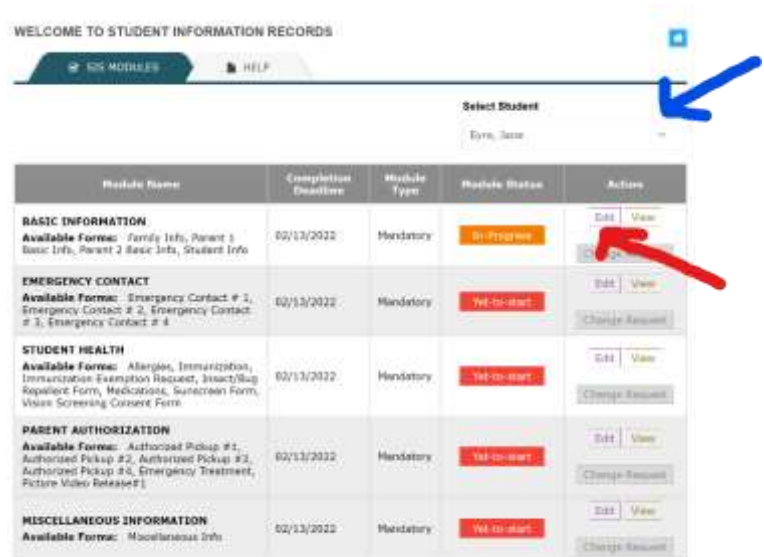 WELCOME TO STUDENT INFORMATION RECORDS
SIS MODULES
HELP
Select Student
Eyre, Jane
Module Name
Completion Deadline
Module Type
Module Status
Action
BASIC INFORMATION
Available Forms: Family Info, Parent 1
Basic Info, Parent 2 Basic Info, Student Info
02/13/2022
Mandatory
In-Progress
Edit View
EMERGENCY CONTACT
Available Forms: Emergency Contact # 1,
Emergency Contact # 2, Emergency Contact
# 3, Emergency Contact # 4
02/13/2022
Mandatory
Yet-to-start
Edit View
Change Request
STUDENT HEALTH
Available Forms: Allergies, Immunization,
Immunization Exemption Request, Insect/Bug
Repellent Form, Medications, Sunscreen Form,
Vision Screening Consent Form
02/13/2022
Mandatory
Yet-to-start
Edit View
Change Request
PARENT AUTHORIZATION
Available Forms: Authorized Pickup #1,
Authorized Pickup #2, Authorized Pickup #3,
Authorized Pickup #4, Emergency Treatment,
Picture Video Release#1
02/13/2022
Mandatory
Yet-to-start
Edit View
Change Request
MISCELLANEOUS INFORMATION
Available Forms: Miscellaneous Info
02/13/2022
Mandatory
Yet-to-start
Edit View
Change Request